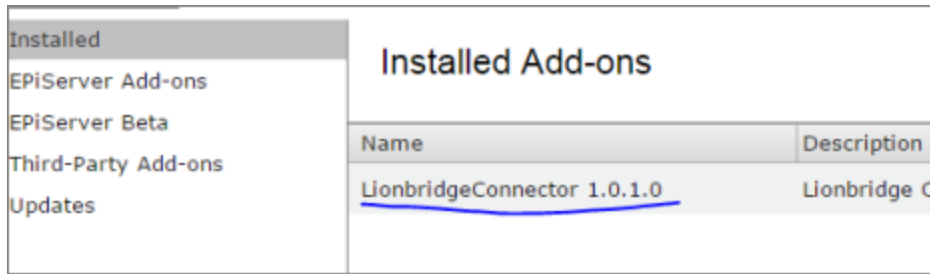 Installed
EPiServer Add-ons
EPiServer Beta
Third-Party Add-ons
Updates
Installed Add-ons
Name Description
LionbridgeConnector 1.0.1.0 Lionbridge